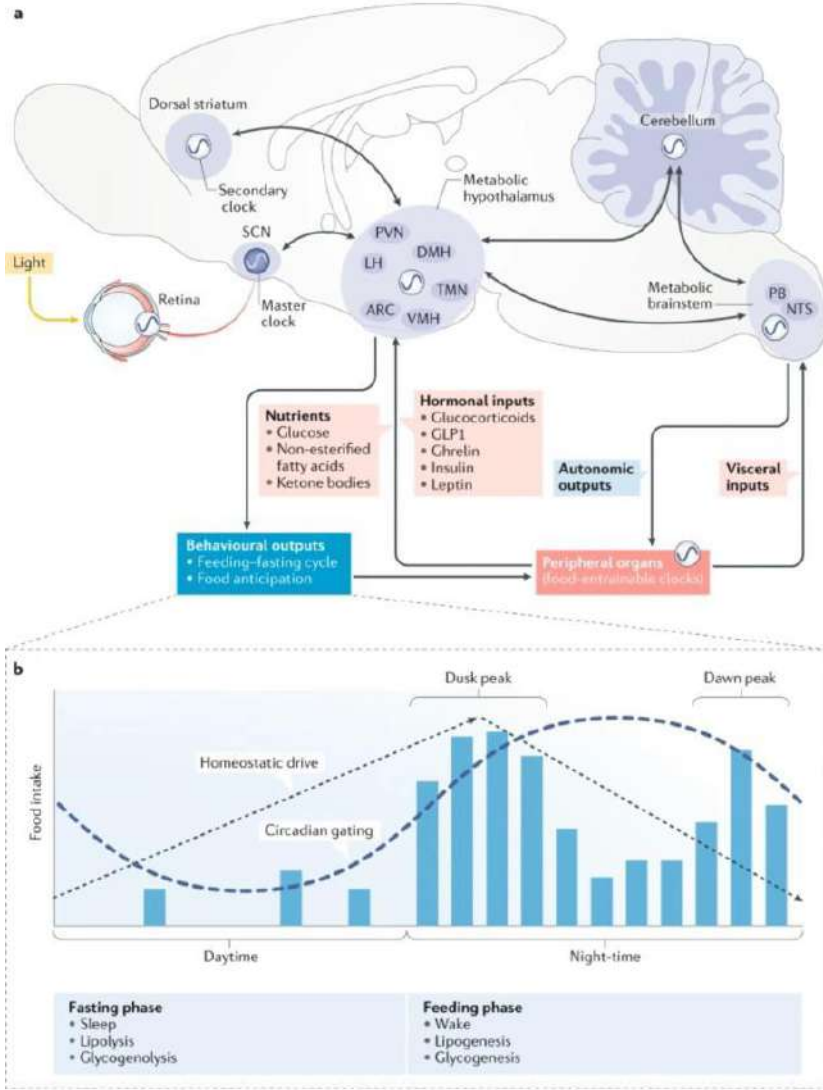 a
Dorsal striatum
Cerebellum
Secondary
clock
Metabolic
hypothalamus
SCN
PVN
DMH
LH
TMN
ARC
VMH
Light
Retina
Master
clock
Metabolic
brainstem
PB
NTS
Nutrients
• Glucose
• Non-esterified
fatty acids
• Ketone bodies
Hormonal inputs
• Glucocorticoids
• GLP1
• Ghrelin
• Insulin
• Leptin
Autonomic
outputs
Visceral
inputs
Behavioural outputs
• Feeding–fasting cycle
• Food anticipation
Peripheral organs
(food-entrainable clocks)
b
Dusk peak
Dawn peak
Homeostatic drive
Circadian gating
Food intake
Daytime
Night-time
Fasting phase
• Sleep
• Lipolysis
• Glycogenolysis
Feeding phase
• Wake
• Lipogenesis
• Glycogenesis